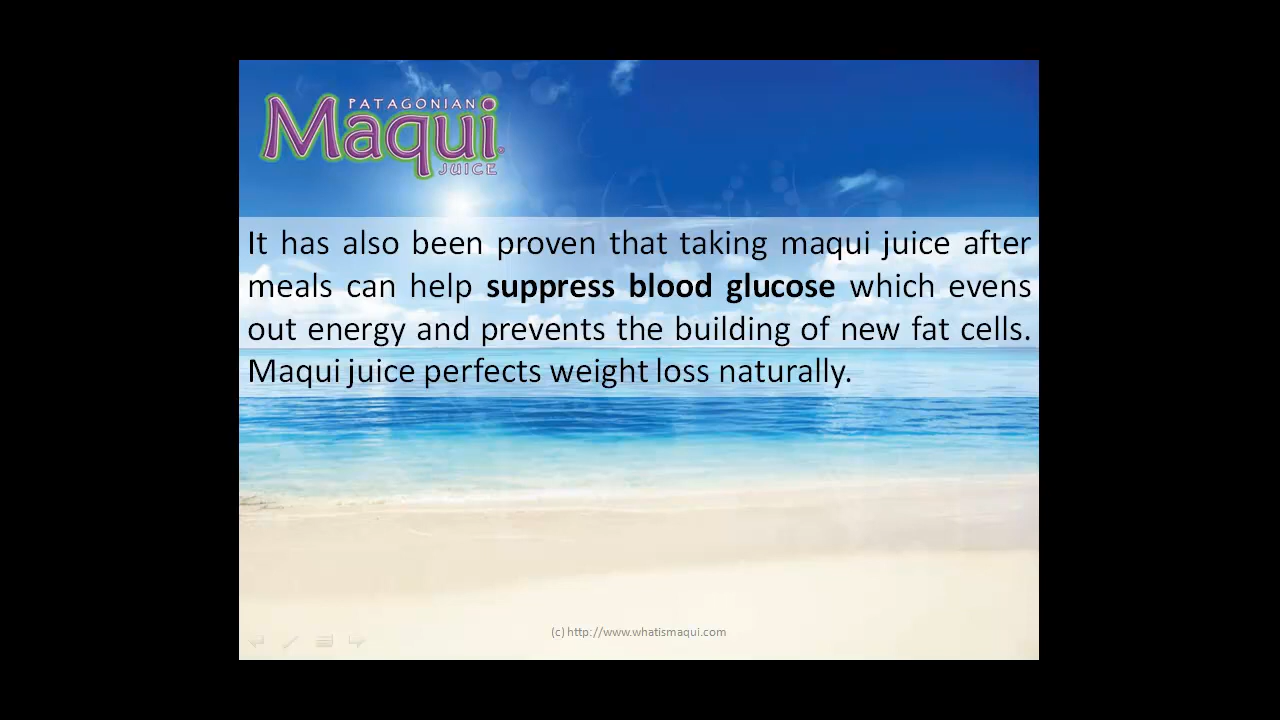 PATAGONIAN
Maqui
JUICE
It has also been proven that taking maqui juice after
meals can help suppress blood glucose which evens
out energy and prevents the building of new fat cells.
Maqui juice perfects weight loss naturally.
(c) http://www.whatismaqui.com